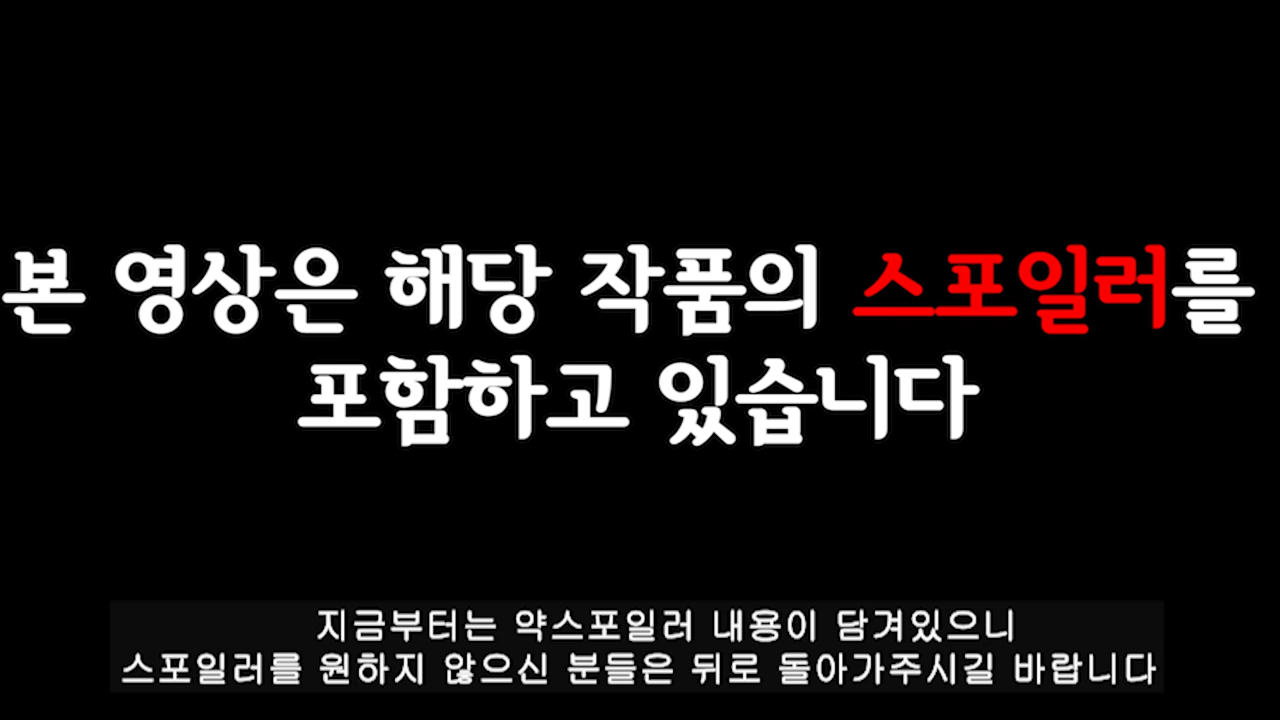 본 영상은 해당 작품의 스포일러를
포함하고 있습니다
지금부터는 약스포일러 내용이 담겨있으니
스포일러를 원하지 않으신 분들은 뒤로 돌아가주시길 바랍니다